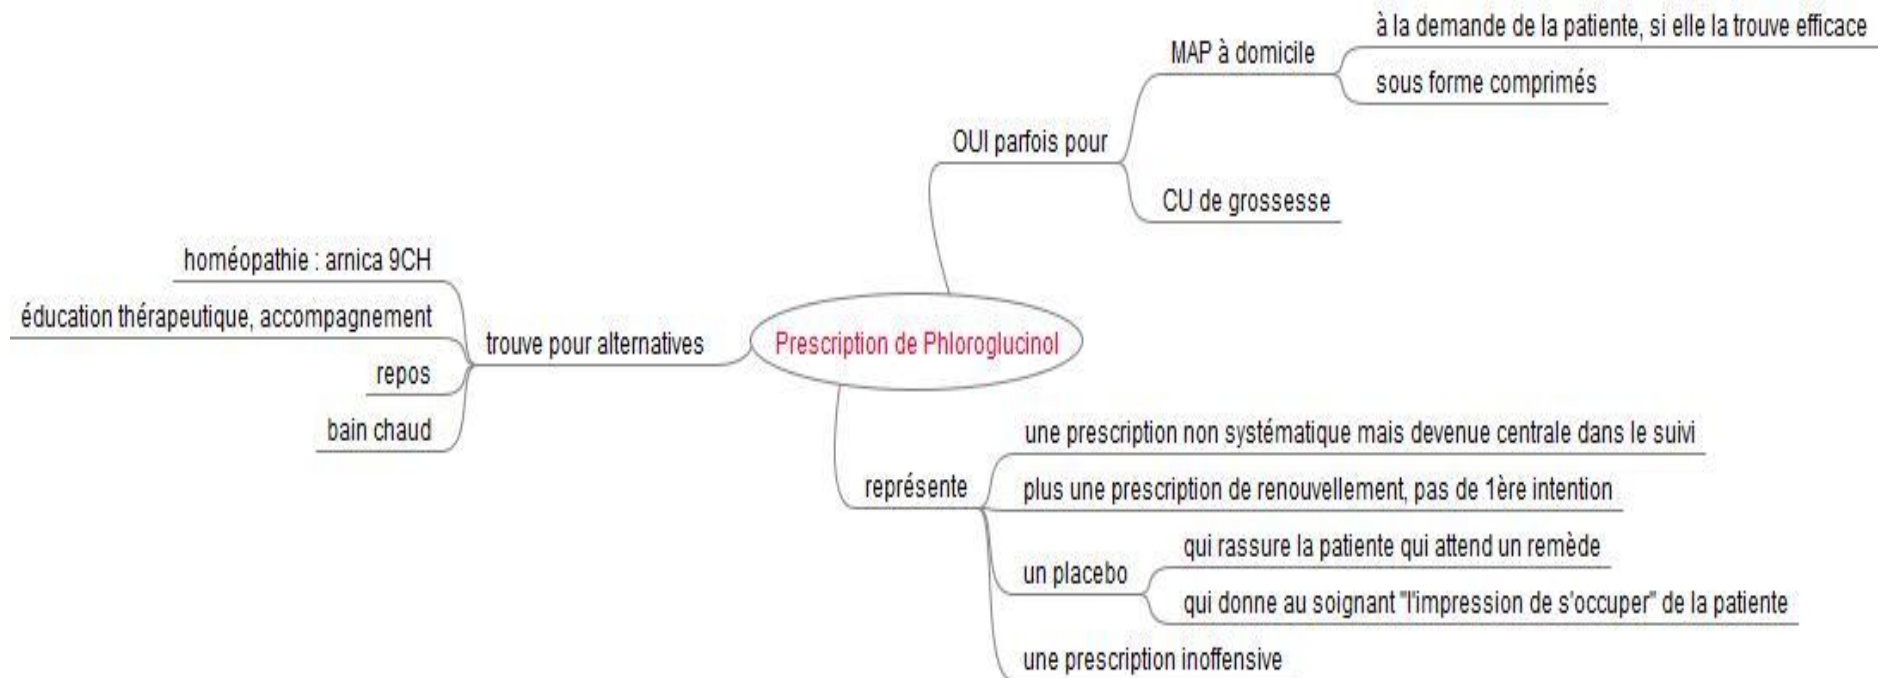 à la demande de la patiente, si elle la trouve efficace
MAP à domicile
sous forme comprimés
OUI parfois pour
CU de grossesse
homéopathie : arnica 9CH
éducation thérapeutique, accompagnement
trouve pour alternatives
repos
bain chaud
Prescription de Phloroglucinol
une prescription non systématique mais devenue centrale dans le suivi
représente
plus une prescription de renouvellement, pas de 1ère intention
qui rassure la patiente qui attend un remède
un placebo
qui donne au soignant "l'impression de s'occuper" de la patiente
une prescription inoffensive